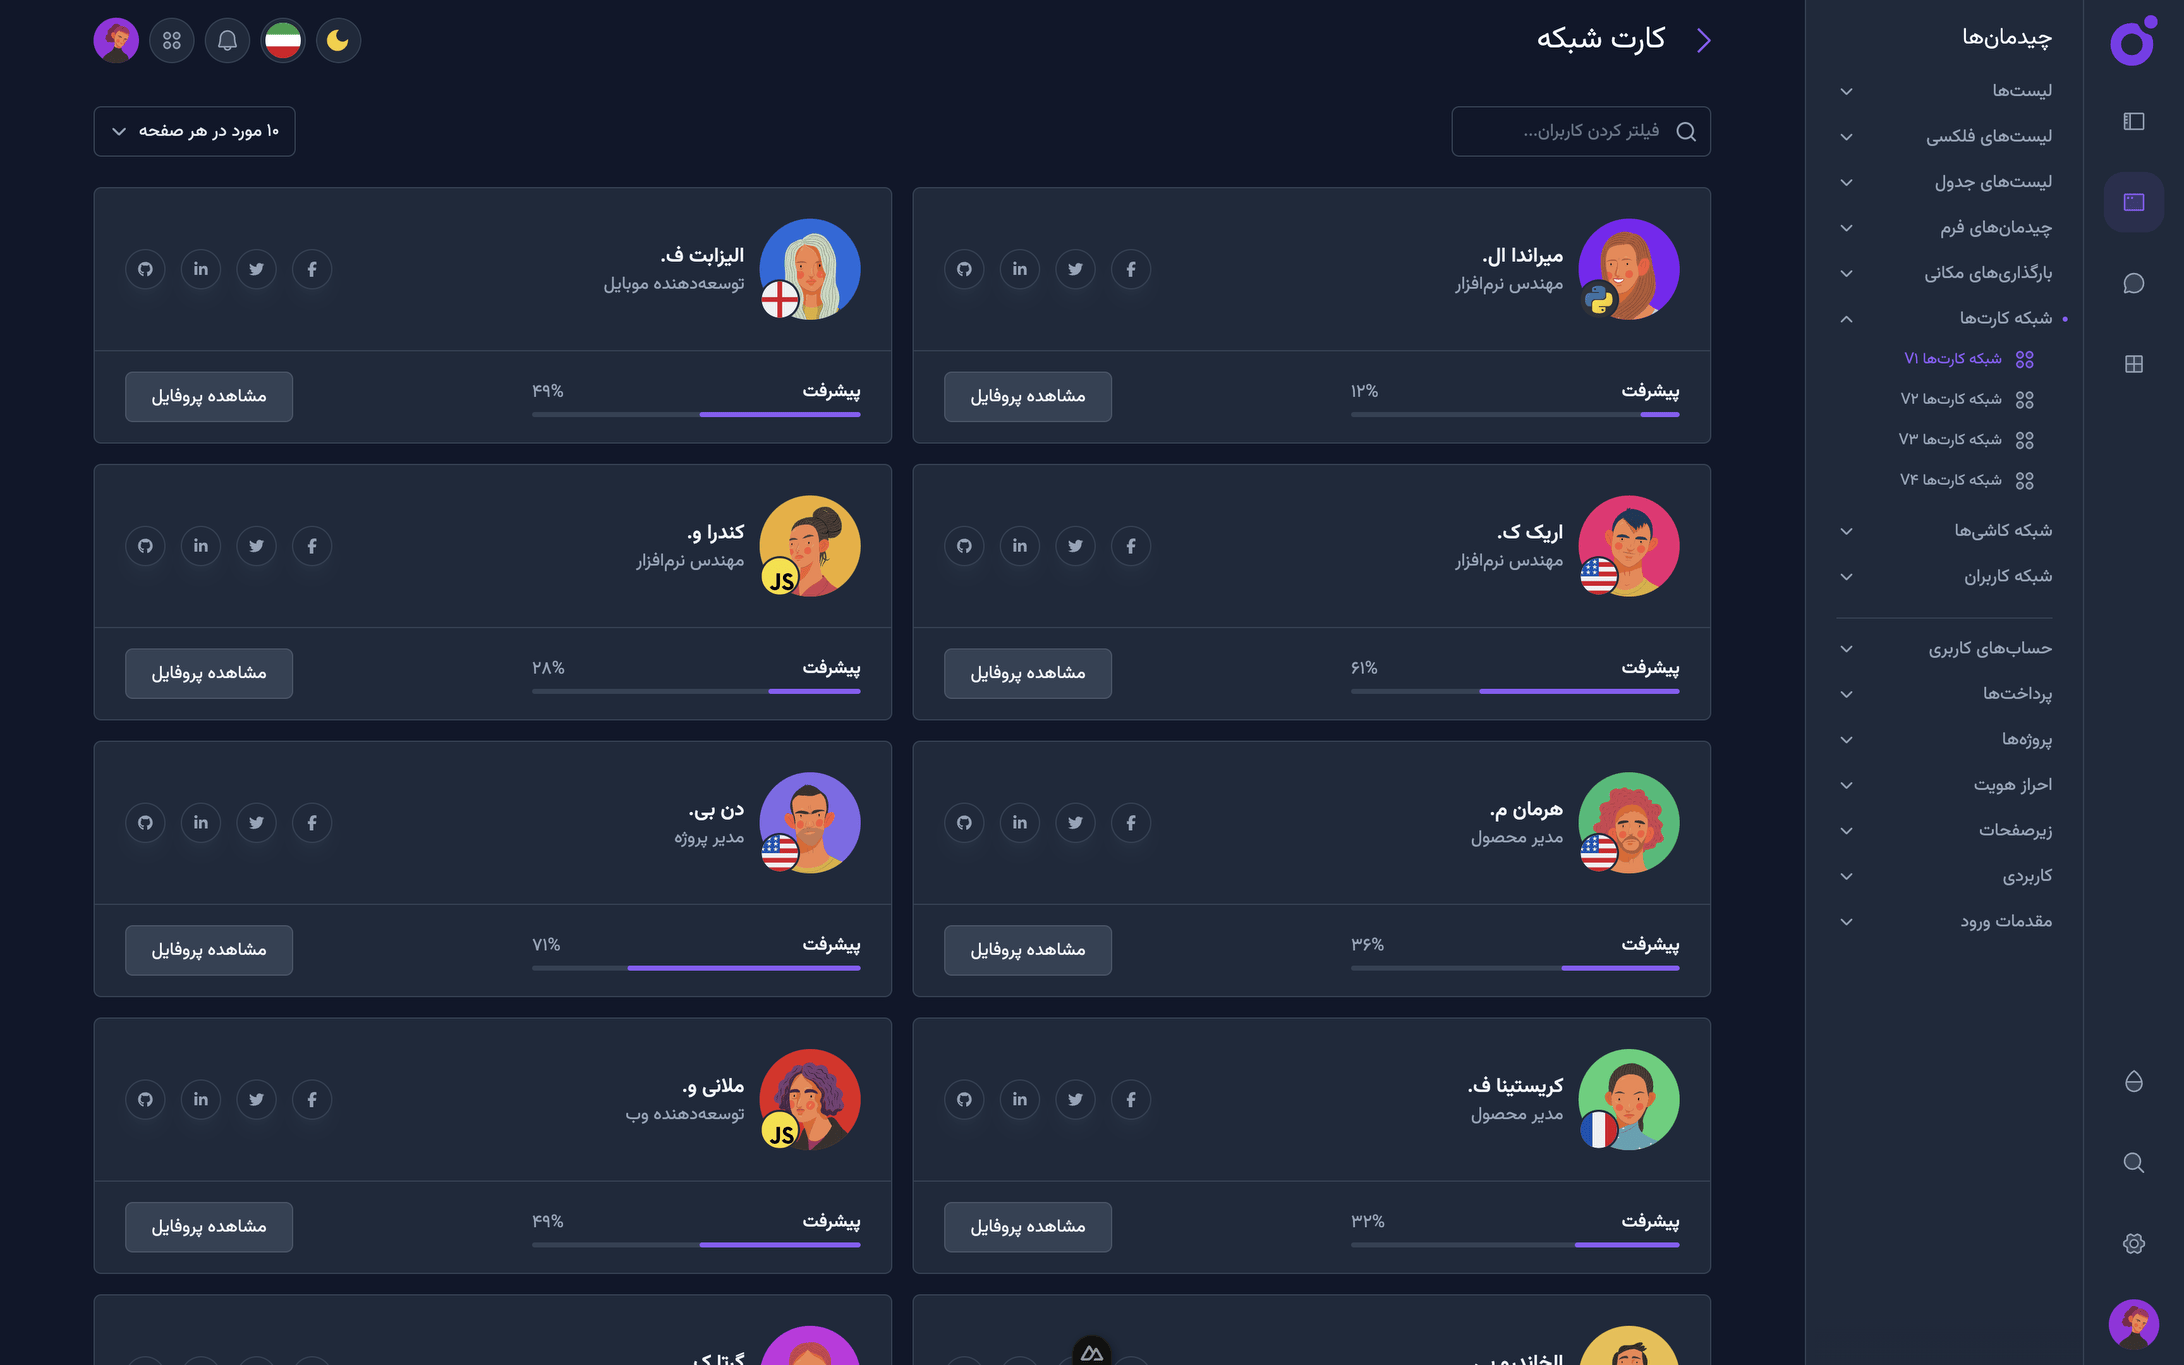 چیدمان‌ها
لیست‌ها
لیست‌های فلکسی
لیست‌های جدول
چیدمان‌های فرم
بارگذاری‌های مکانی
شبکه کارت‌ها
شبکه کارت‌ها V۱
شبکه کارت‌ها V۲
شبکه کارت‌ها V۳
شبکه کارت‌ها V۴
شبکه کاشی‌ها
شبکه کاربران
حساب‌های کاربری
پرداخت‌ها
پروژه‌ها
احراز هویت
زیرصفحات
کاربردی
مقدمات ورود
کارت شبکه
فیلتر کردن کاربران...
۱۰ مورد در هر صفحه
میراندا ال.
مهندس نرم‌افزار
پیشرفت
۱۲%
مشاهده پروفایل
الیزابت ف.
توسعه‌دهنده موبایل
پیشرفت
۴۹%
مشاهده پروفایل
اریک ک.
مهندس نرم‌افزار
پیشرفت
۶۱%
مشاهده پروفایل
کندرا و.
مهندس نرم‌افزار
JS
پیشرفت
۲۸%
مشاهده پروفایل
هرمان م.
مدیر محصول
پیشرفت
۳۶%
مشاهده پروفایل
دن بی.
مدیر پروژه
پیشرفت
۷۱%
مشاهده پروفایل
کریستینا ف.
مدیر محصول
پیشرفت
۳۲%
مشاهده پروفایل
ملانی و.
توسعه‌دهنده وب
JS
پیشرفت
۴۹%
مشاهده پروفایل